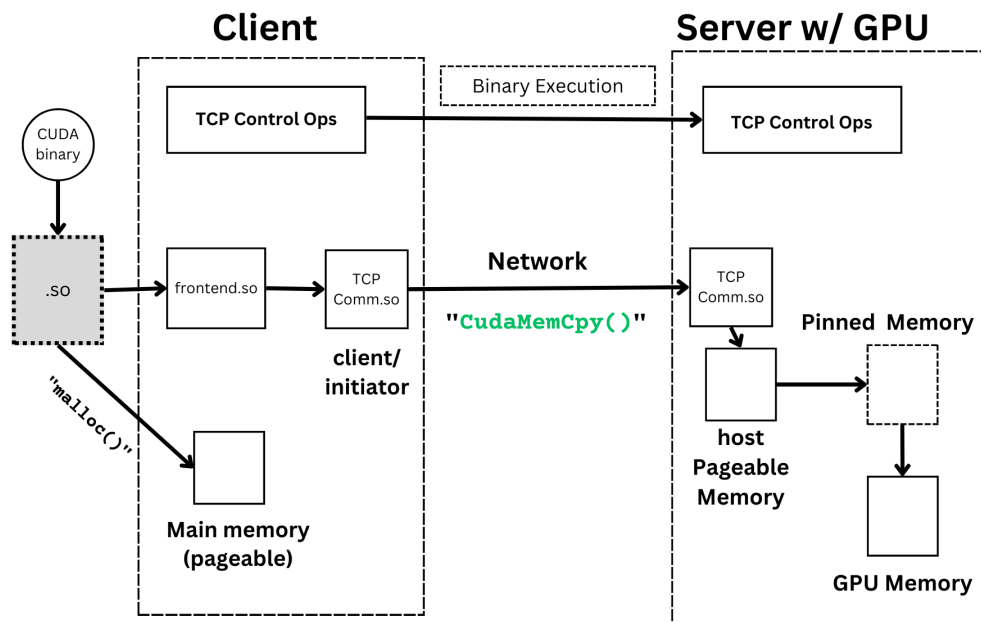 Client
Server w/ GPU
Binary Execution
TCP Control Ops
TCP Control Ops
CUDA
binary
.so
frontend.so
TCP
Comm.so
Network
TCP
Comm.so
"CudaMemCpy()"
Pinned Memory
client/
initiator
"malloc()"
host
Pageable
Memory
Main memory
(pageable)
GPU Memory